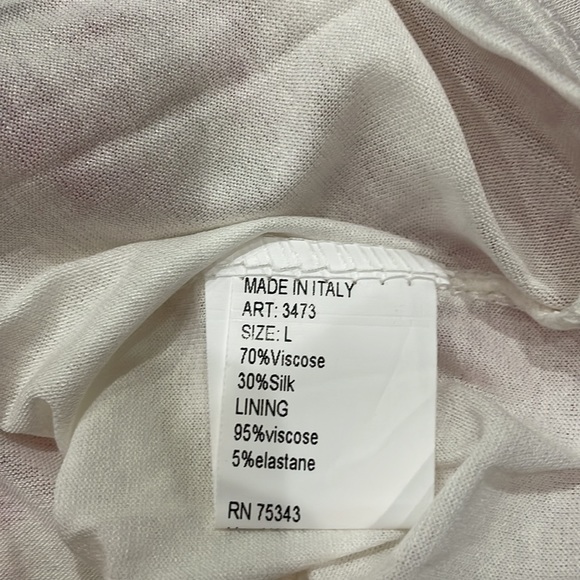 MADE IN ITALY
ART: 3473
SIZE: L
70%Viscose
30%Silk
LINING
95%viscose
5%elastane
RN 75343